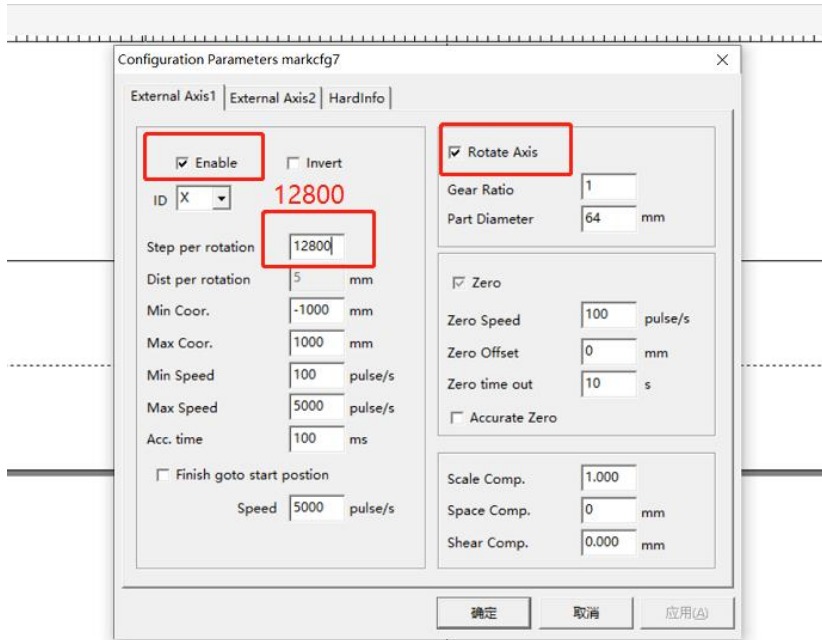 Configuration Parameters markcfg7
External Axis1 External Axis2 HardInfo
Enable Invert
ID X 12800
Step per rotation 12800
Dist per rotation 5 mm
Min Coor. -1000 mm
Max Coor. 1000 mm
Min Speed 100 pulse/s
Max Speed 5000 pulse/s
Acc. time 100 ms
Finish goto start postion
Speed 5000 pulse/s
Rotate Axis
Gear Ratio 1
Part Diameter 64 mm
Zero
Zero Speed 100 pulse/s
Zero Offset 0 mm
Zero time out 10 s
Accurate Zero
Scale Comp. 1.000
Space Comp. 0 mm
Shear Comp. 0.000 mm
确定 取消 应用(A)